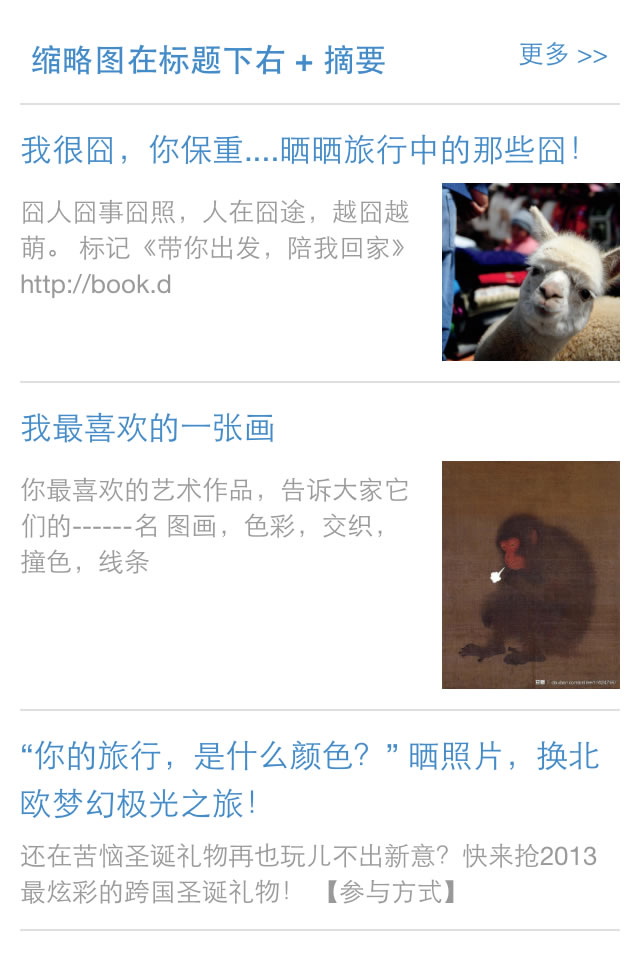 缩略图在标题下右 + 摘要
更多 >>
我很囧，你保重....晒晒旅行中的那些囧！
囧人囧事囧照，人在囧途，越囧越
萌。 标记《带你出发，陪我回家》
http://book.d
我最喜欢的一张画
你最喜欢的艺术作品，告诉大家它
们的------名 图画，色彩，交织，
撞色，线条
“你的旅行，是什么颜色？” 晒照片，换北
欧梦幻极光之旅！
还在苦恼圣诞礼物再也玩儿不出新意？快来抢2013
最炫彩的跨国圣诞礼物！ 【参与方式】